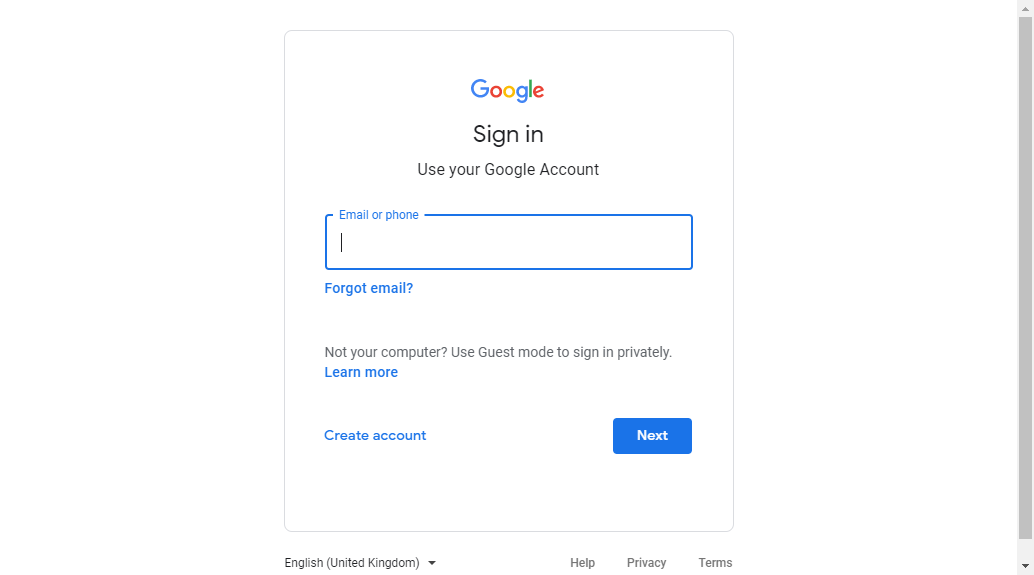 Google
Sign in
Use your Google Account
Email or phone
Forgot email?
Not your computer? Use Guest mode to sign in privately.
Learn more
Create account
Next
English (United Kingdom)
Help
Privacy
Terms